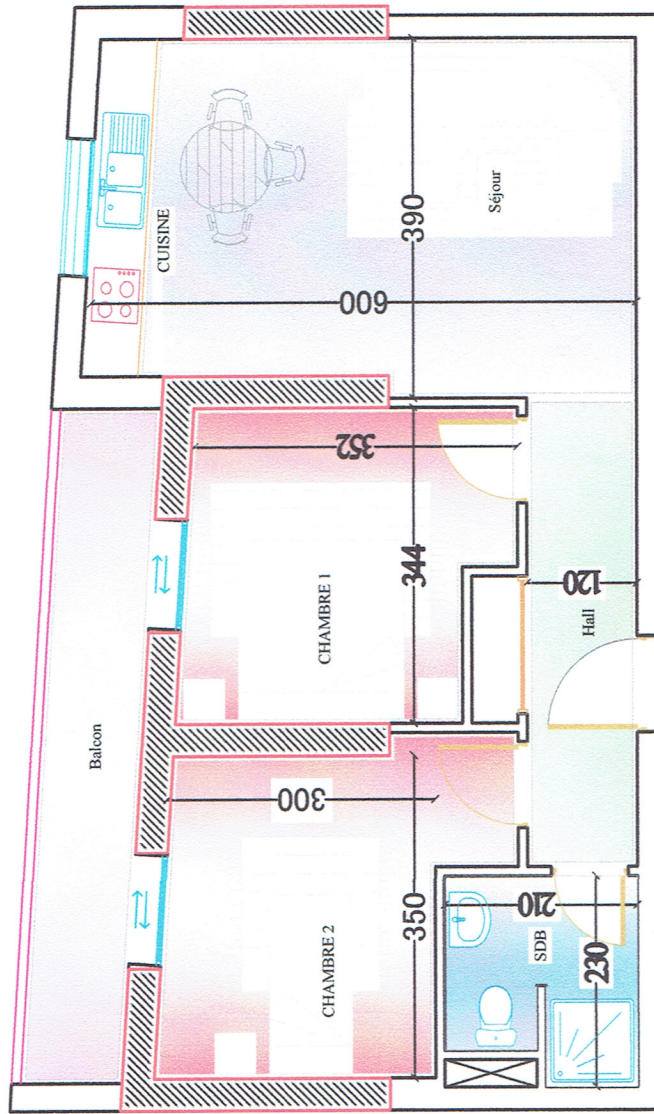 CUISINE
Séjour
390
600
352
344
CHAMBRE 1
120
Hall
Balcon
300
350
CHAMBRE 2
210
SDB
230